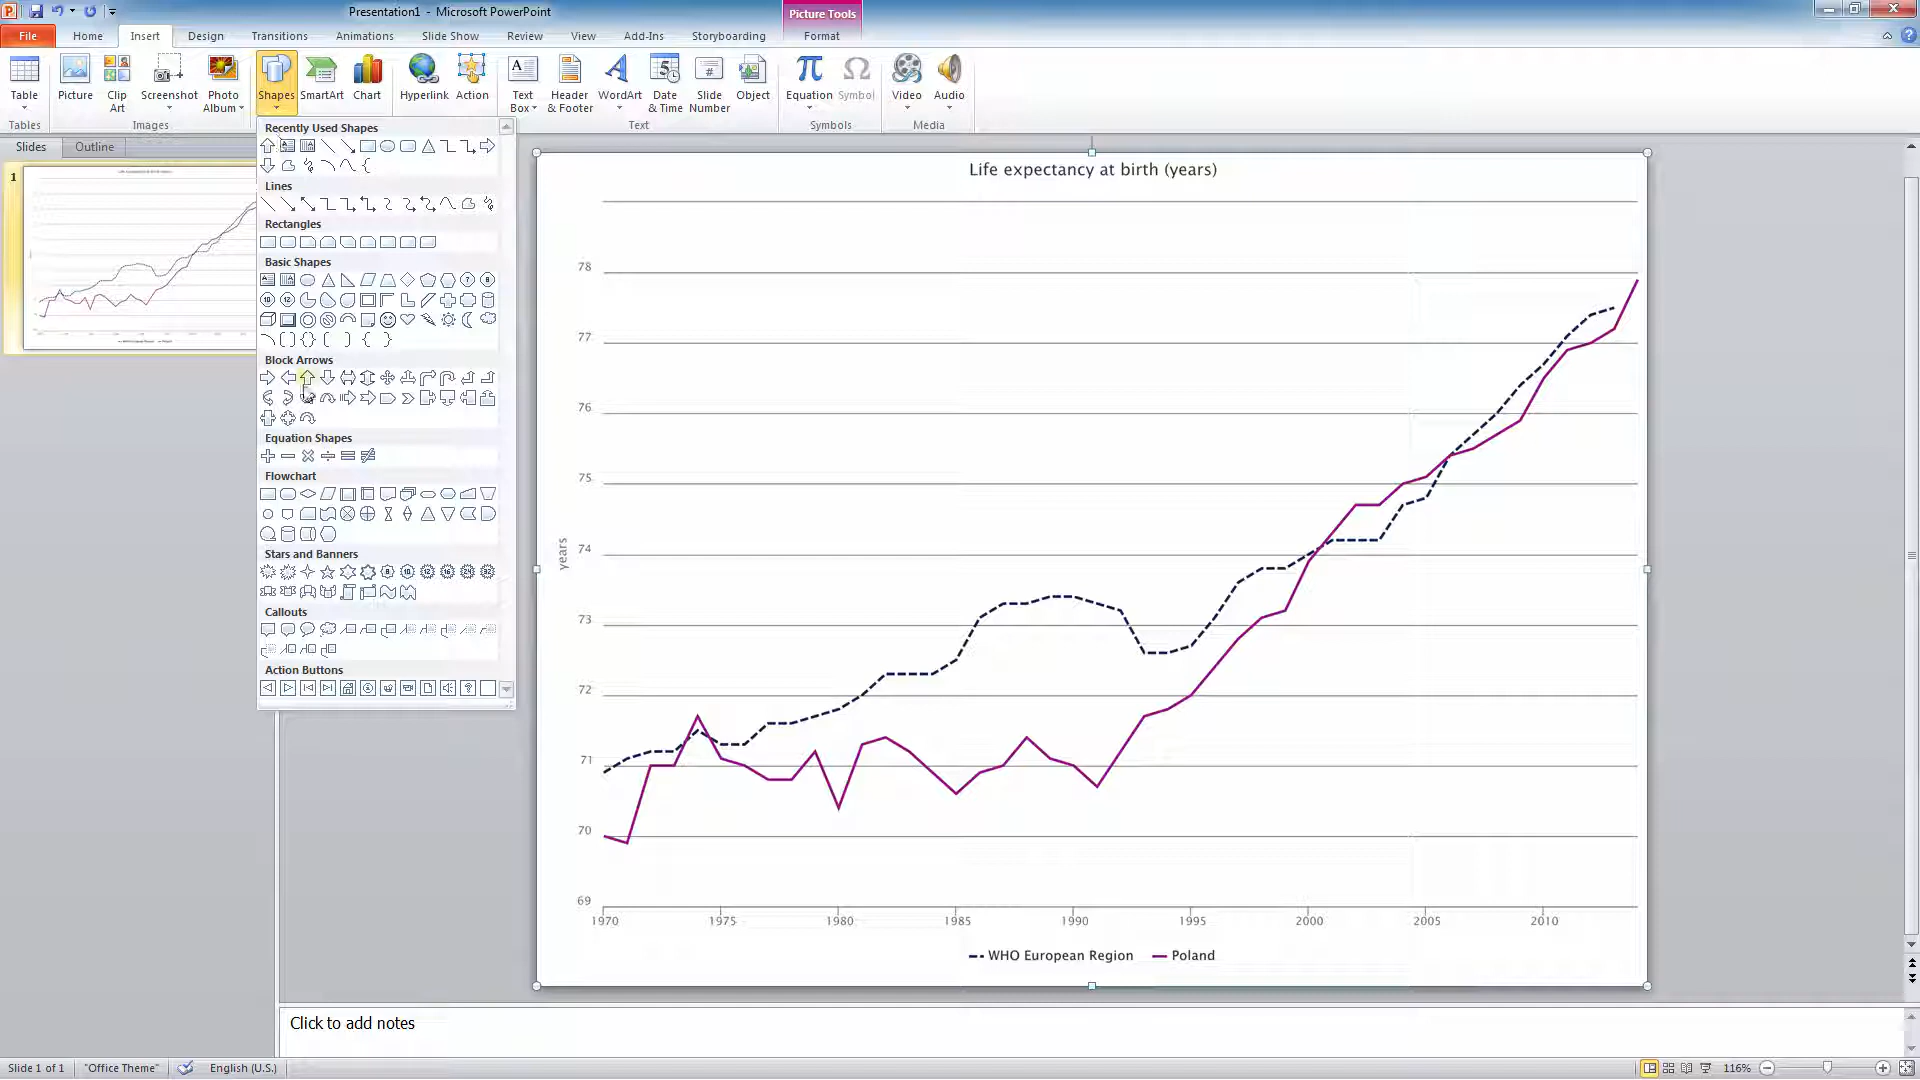 Presentation1 - Microsoft PowerPoint
Picture Tools
File Home Insert Design Transitions Animations Slide Show Review View Add-Ins Storyboarding Format
Table Picture Clip Art Screenshot Photo Album Shapes SmartArt Chart Hyperlink Action Text Box Header & Footer WordArt Date & Time Slide Number Object Equation Symbol Video Audio
Tables Images Text Symbols Media
Slides Outline
1
Recently Used Shapes
Lines
Rectangles
Basic Shapes
Block Arrows
Equation Shapes
Flowchart
Stars and Banners
Callouts
Action Buttons
Life expectancy at birth (years)
78
77
76
75
74
73
72
71
70
69
years
1970 1975 1980 1985 1990 1995 2000 2005 2010
WHO European Region Poland
Click to add notes
Slide 1 of 1 "Office Theme" English (U.S.) 116%